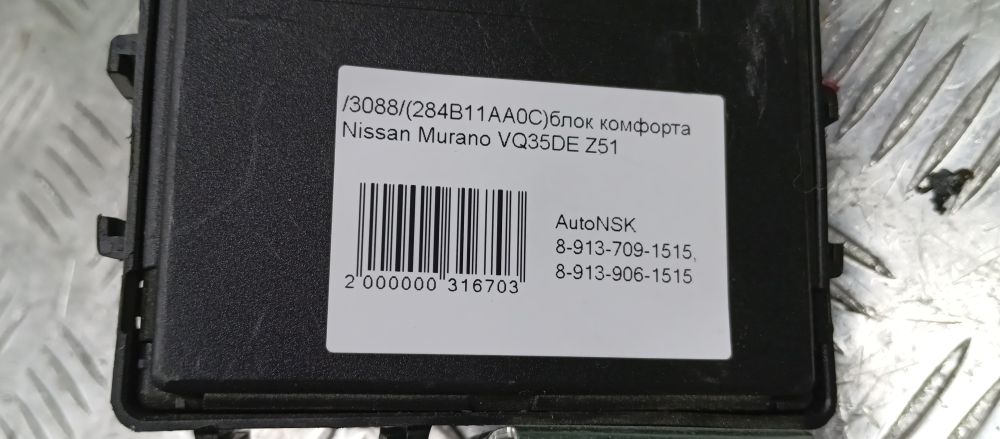 /3088/(284B11AA0C)блок комфорта
Nissan Murano VQ35DE Z51
AutoNSK
8-913-709-1515,
8-913-906-1515
2 000000 316703